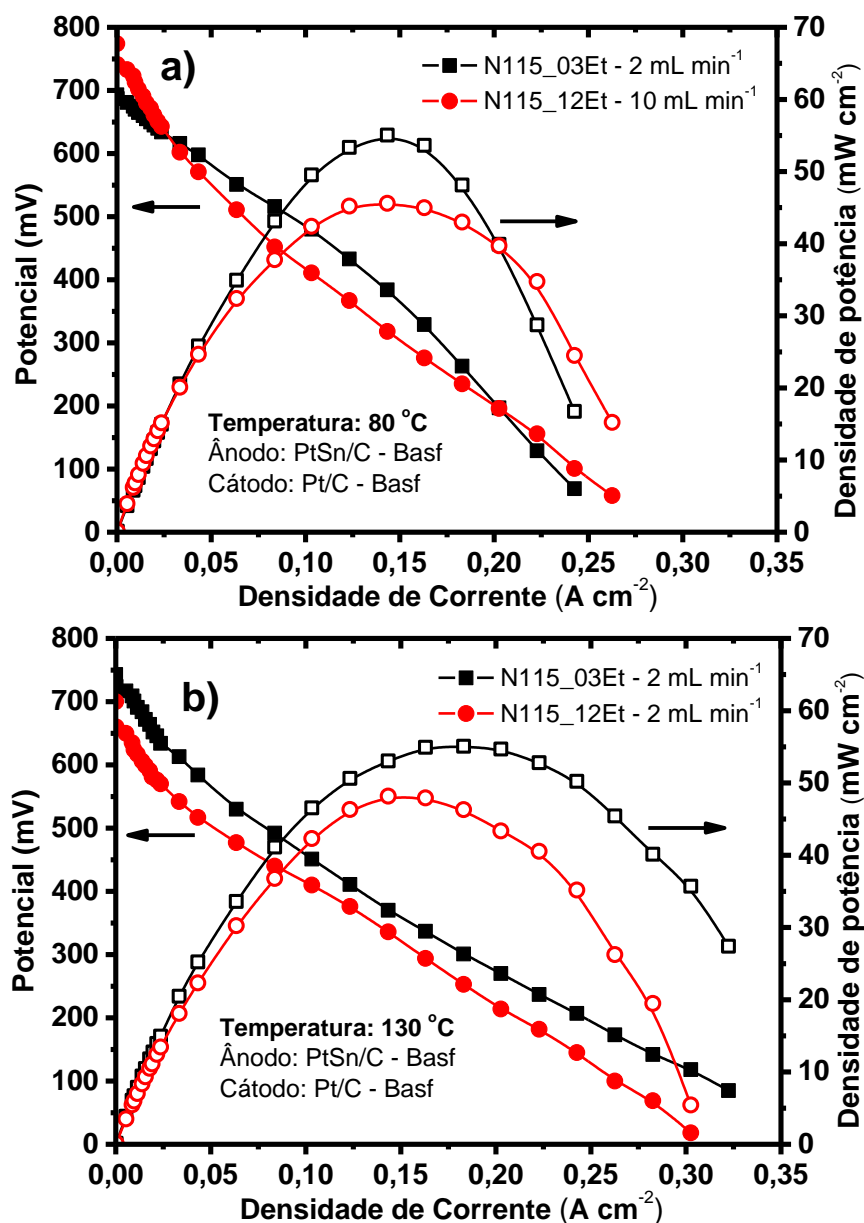 a)
N115_03Et - 2 mL min⁻¹
N115_12Et - 10 mL min⁻¹
800
700
600
500
400
300
200
100
0
Potencial (mV)
70
60
50
40
30
20
10
0
Densidade de potência (mW cm⁻²)
Temperatura: 80 °C
Ânodo: PtSn/C - Basf
Cátodo: Pt/C - Basf
0,00 0,05 0,10 0,15 0,20 0,25 0,30 0,35
Densidade de Corrente (A cm⁻²)
b)
N115_03Et - 2 mL min⁻¹
N115_12Et - 2 mL min⁻¹
800
700
600
500
400
300
200
100
0
Potencial (mV)
70
60
50
40
30
20
10
0
Densidade de potência (mW cm⁻²)
Temperatura: 130 °C
Ânodo: PtSn/C - Basf
Cátodo: Pt/C - Basf
0,00 0,05 0,10 0,15 0,20 0,25 0,30 0,35
Densidade de Corrente (A cm⁻²)